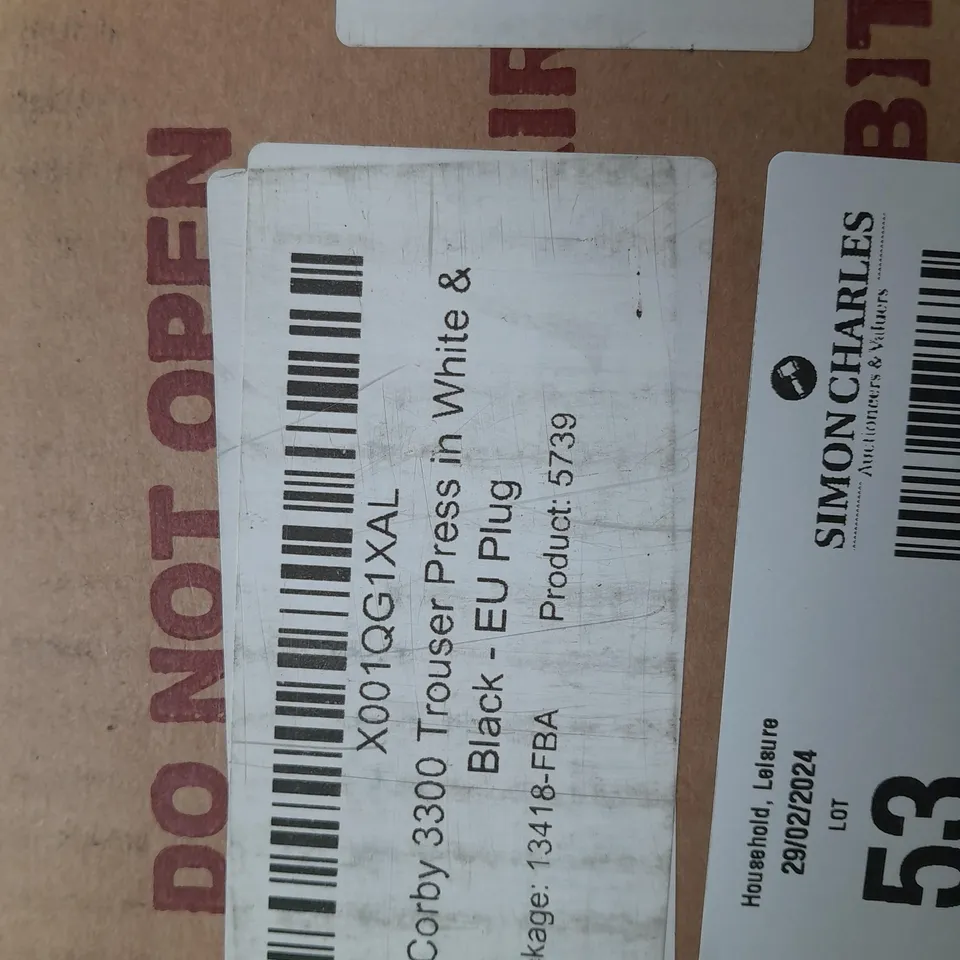 DO NOT OPEN
X001QG1XAL
Corby 3300 Trouser Press in White &
Black - EU Plug
kage: 13418-FBA Product: 5739
SIMON CHARLES
Auctioneers & Valuers
Household, Leisure
29/02/2024
LOT
53